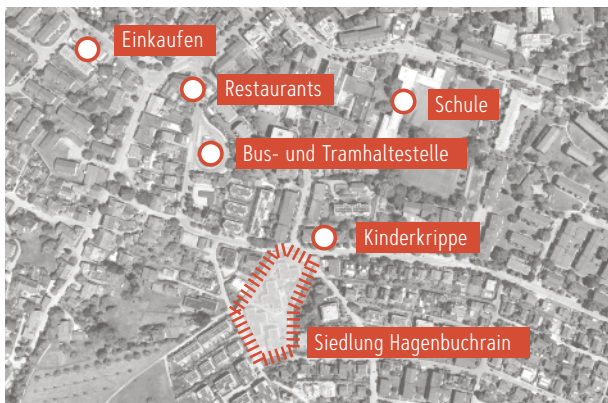 Einkaufen
Restaurants
Schule
Bus- und Tramhaltestelle
Kinderkrippe
Siedlung Hagenbuchrain